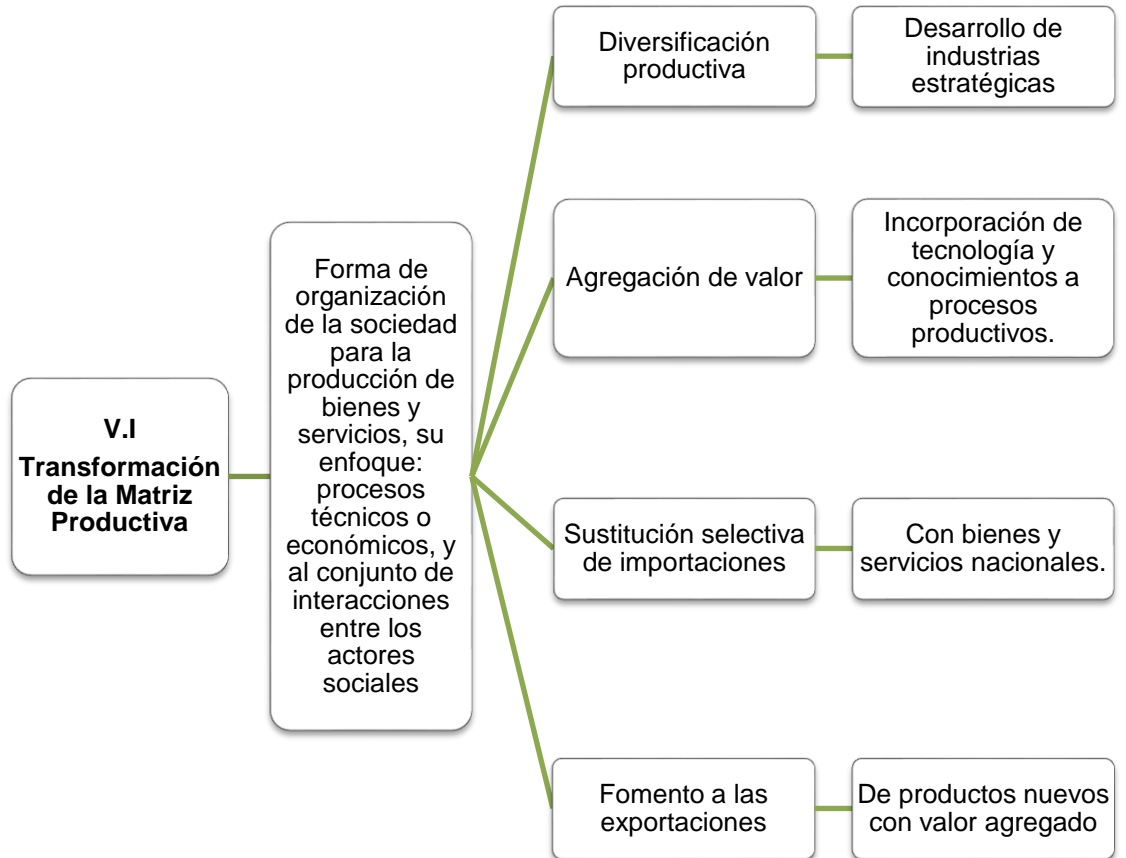 V.I
Transformación
de la Matriz
Productiva
Forma de
organización
de la sociedad
para la
producción de
bienes y
servicios, su
enfoque:
procesos
técnicos o
económicos, y
al conjunto de
interacciones
entre los
actores
sociales
Diversificación
productiva
Desarrollo de
industrias
estratégicas
Agregación de valor
Incorporación de
tecnología y
conocimientos a
procesos
productivos.
Sustitución selectiva
de importaciones
Con bienes y
servicios nacionales.
Fomento a las
exportaciones
De productos nuevos
con valor agregado